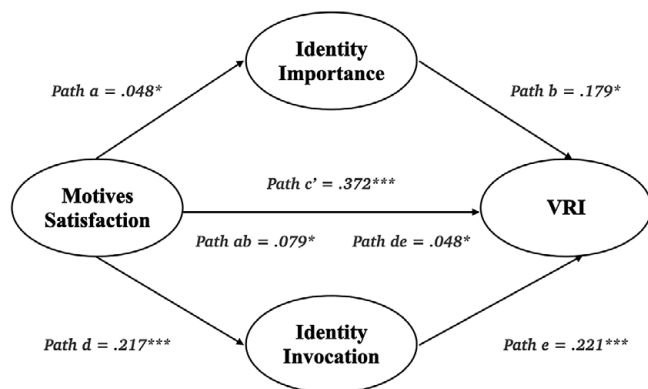 Identity
Importance
Path a = .048*
Path b = .179*
Motives
Satisfaction
Path c' = .372***
VRI
Path ab = .079*
Path de = .048*
Path d = .217***
Identity
Invocation
Path e = .221***